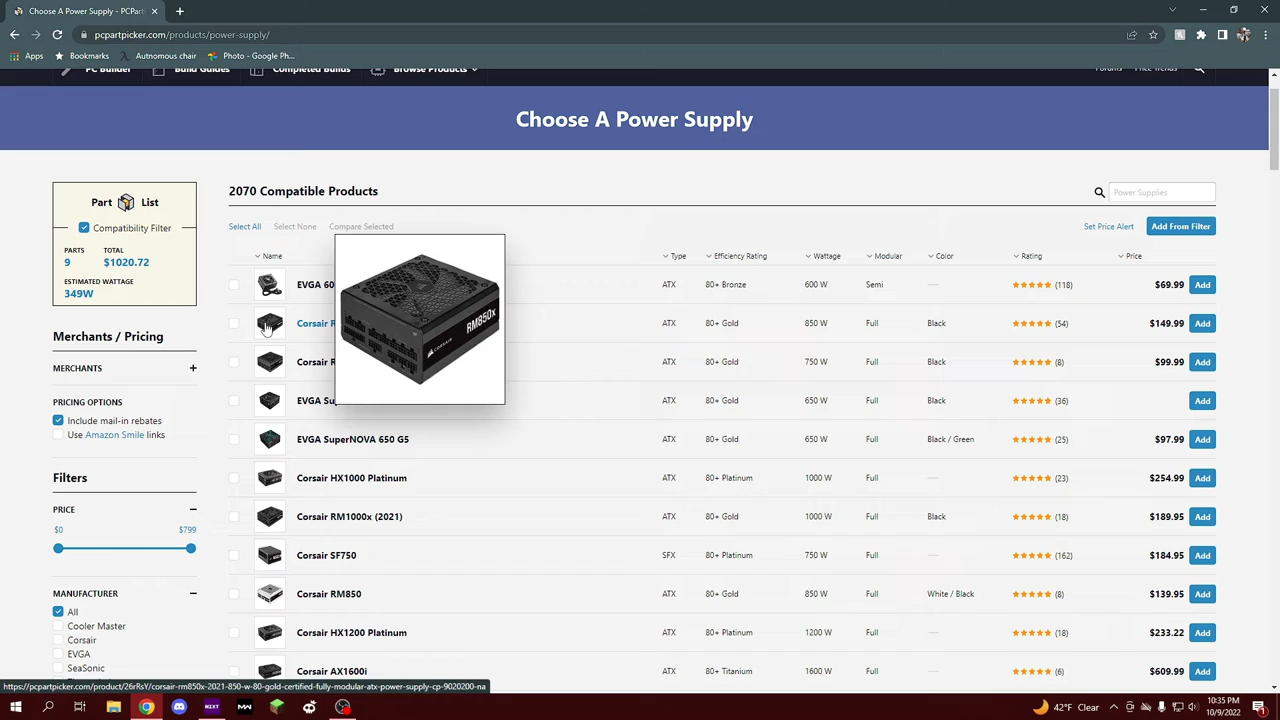 Choose A Power Supply - PCPart
pcpartpicker.com/products/power-supply/
Apps Bookmarks Autnomous chair Photo - Google Ph...
PC Builder Build Guides Completed Builds Browse Products Forums Price Trends
Choose A Power Supply
Part List
Compatibility Filter
PARTS TOTAL
9 $1020.72
ESTIMATED WATTAGE
349W
Merchants / Pricing
MERCHANTS +
PRICING OPTIONS
Include mail-in rebates
Use Amazon Smile links
Filters
PRICE
$0 $799
MANUFACTURER
All
Cooler Master
Corsair
EVGA
SeaSonic
2070 Compatible Products
Power Supplies
Select All Select None Compare Selected Set Price Alert Add From Filter
Name Type Efficiency Rating Wattage Modular Color Rating Price
EVGA 60 ATX 80+ Bronze 600 W Semi (118) $69.99 Add
Corsair R ATX 80+ Gold 850 W Full Black (54) $149.99 Add
Corsair R ATX 80+ Gold 750 W Full Black (8) $99.99 Add
EVGA Su ATX 80+ Gold 650 W Full Black (36) Add
EVGA SuperNOVA 650 G5 ATX 80+ Gold 650 W Full Black / Green (25) $97.99 Add
Corsair HX1000 Platinum ATX 80+ Platinum 1000 W Full (23) $254.99 Add
Corsair RM1000x (2021) ATX 80+ Gold 1000 W Full Black (18) $189.95 Add
Corsair SF750 SFX 80+ Platinum 750 W Full (162) $184.95 Add
Corsair RM850 ATX 80+ Gold 850 W Full White / Black (8) $139.95 Add
Corsair HX1200 Platinum ATX 80+ Platinum 1200 W Full (18) $233.22 Add
Corsair AX1600i ATX 80+ Titanium 1600 W Full (6) $609.99 Add
RM850x
CORSAIR
https://pcpartpicker.com/product/26rRsY/corsair-rm850x-2021-850-w-80-gold-certified-fully-modular-atx-power-supply-cp-9020200-na
NZXT
42°F Clear
10:35 PM
10/9/2022